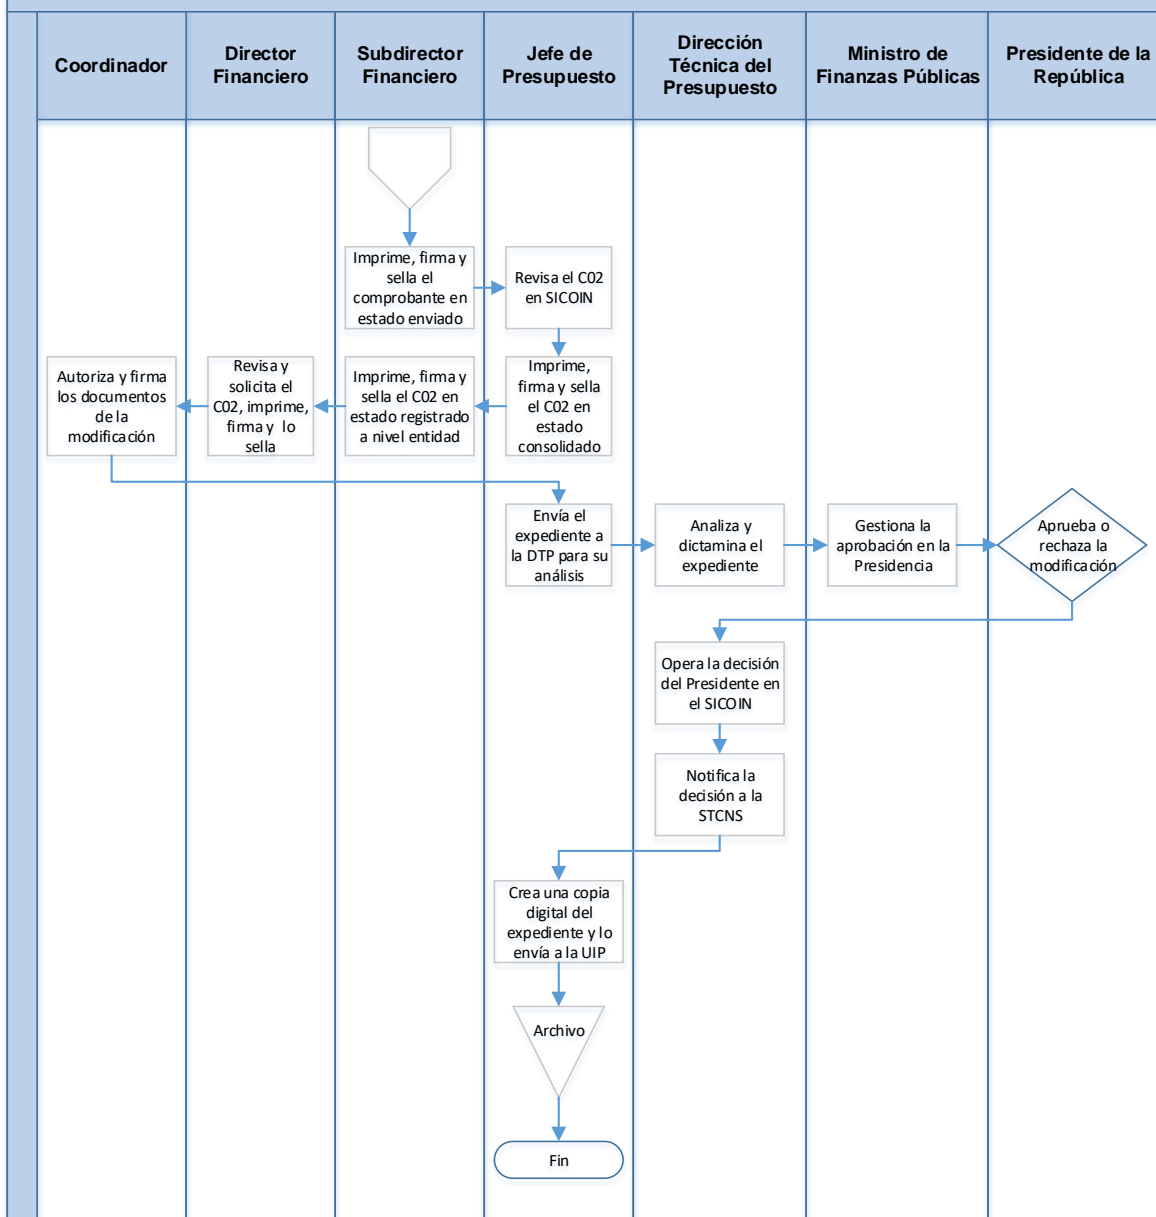 Coordinador
Director
Financiero
Subdirector
Financiero
Jefe de
Presupuesto
Dirección
Técnica del
Presupuesto
Ministro de
Finanzas Públicas
Presidente de la
República
Imprime, firma y
sella el
comprobante en
estado enviado
Revisa el C02
en SICOIN
Autoriza y firma
los documentos
de la
modificación
Revisa y
solicita el
C02, imprime,
firma y lo
sella
Imprime, firma y
sella el C02 en
estado registrado
a nivel entidad
Imprime,
firma y sella
el C02 en
estado
consolidado
Envía el
expediente a
la DTP para su
análisis
Analiza y
dictamina el
expediente
Gestiona la
aprobación en la
Presidencia
Aprueba o
rechaza la
modificación
Opera la decisión
del Presidente en
el SICOIN
Notifica la
decisión a la
STCNS
Crea una copia
digital del
expediente y lo
envía a la UIP
Archivo
Fin